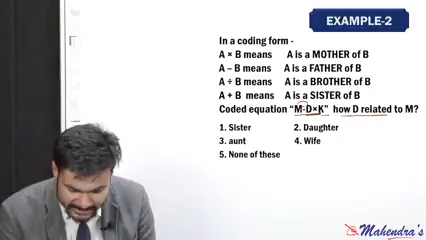 EXAMPLE-2
In a coding form -
A × B means A is a MOTHER of B
A – B means A is a FATHER of B
A ÷ B means A is a BROTHER of B
A + B means A is a SISTER of B
Coded equation “M-D×K” how D related to M?
1. Sister 2. Daughter
3. aunt 4. Wife
5. None of these
Mahendra's